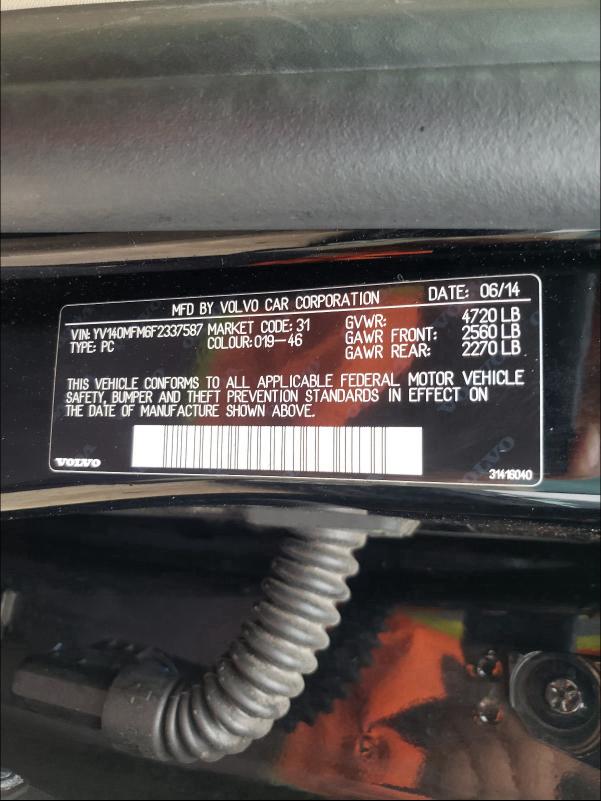 MFD BY VOLVO CAR CORPORATION DATE: 06/14
VIN: YV140MFM6F2337587 MARKET CODE: 31 GVWR: 4720 LB
TYPE: PC COLOUR: 019-46 GAWR FRONT: 2560 LB
GAWR REAR: 2270 LB
THIS VEHICLE CONFORMS TO ALL APPLICABLE FEDERAL MOTOR VEHICLE
SAFETY, BUMPER AND THEFT PREVENTION STANDARDS IN EFFECT ON
THE DATE OF MANUFACTURE SHOWN ABOVE.
VOLVO 31416040